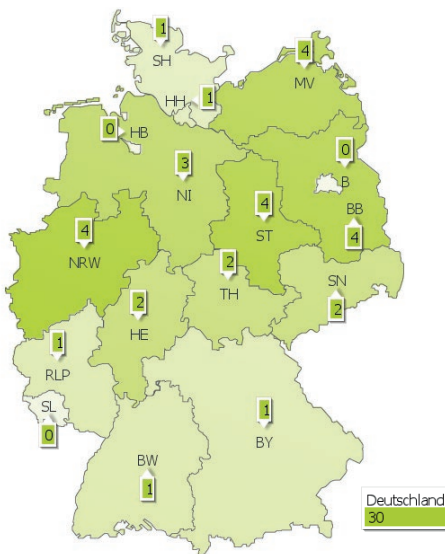 1
SH
HH
1
4
MV
0
HB
3
NI
0
B
BB
4
4
ST
4
NRW
2
TH
SN
2
2
HE
1
RLP
SL
0
1
BY
BW
1
Deutschland
30